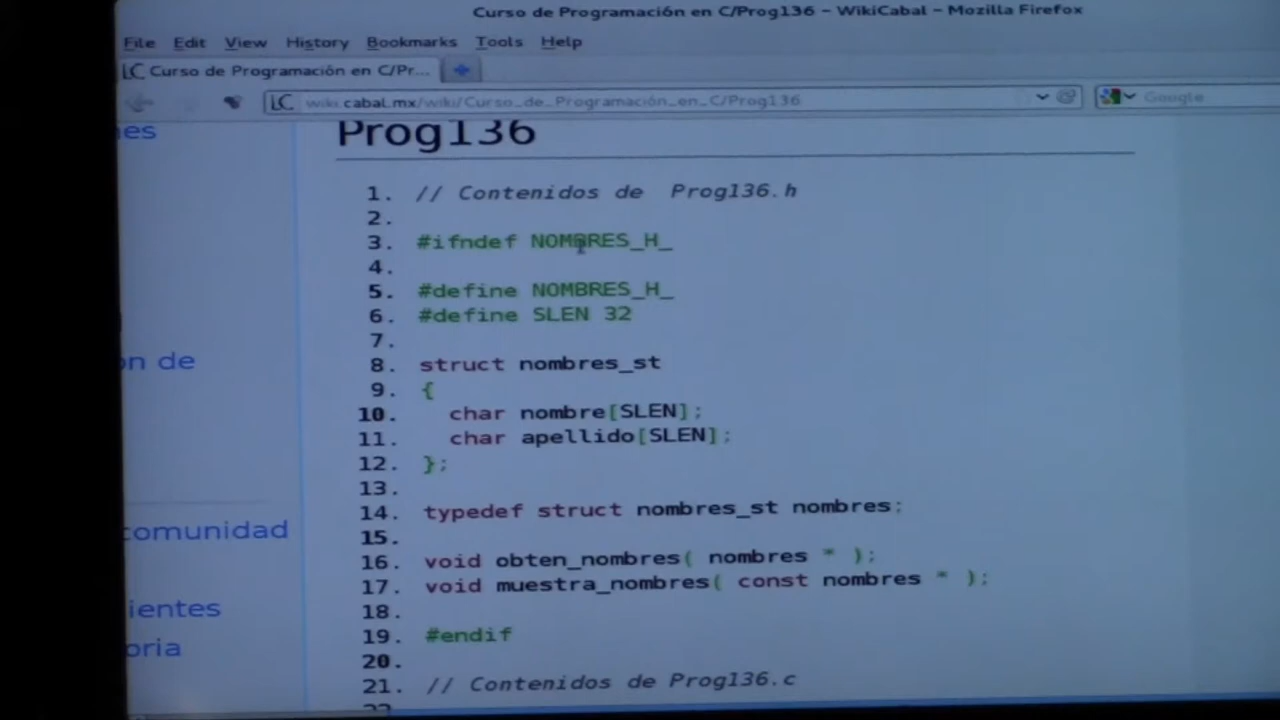 Curso de Programación en C/Prog136 - WikiCabal - Mozilla Firefox
File Edit View History Bookmarks Tools Help
Curso de Programación en C/Pr...
wiki.cabal.mx/wiki/Curso_de_Programación_en_C/Prog136
Google
Prog136
nes
ón de
comunidad
ientes
oria
1. // Contenidos de Prog136.h
2.
3. #ifndef NOMBRES_H_
4.
5. #define NOMBRES_H_
6. #define SLEN 32
7.
8. struct nombres_st
9. {
10. char nombre[SLEN];
11. char apellido[SLEN];
12. };
13.
14. typedef struct nombres_st nombres;
15.
16. void obten_nombres( nombres * );
17. void muestra_nombres( const nombres * );
18.
19. #endif
20.
21. // Contenidos de Prog136.c